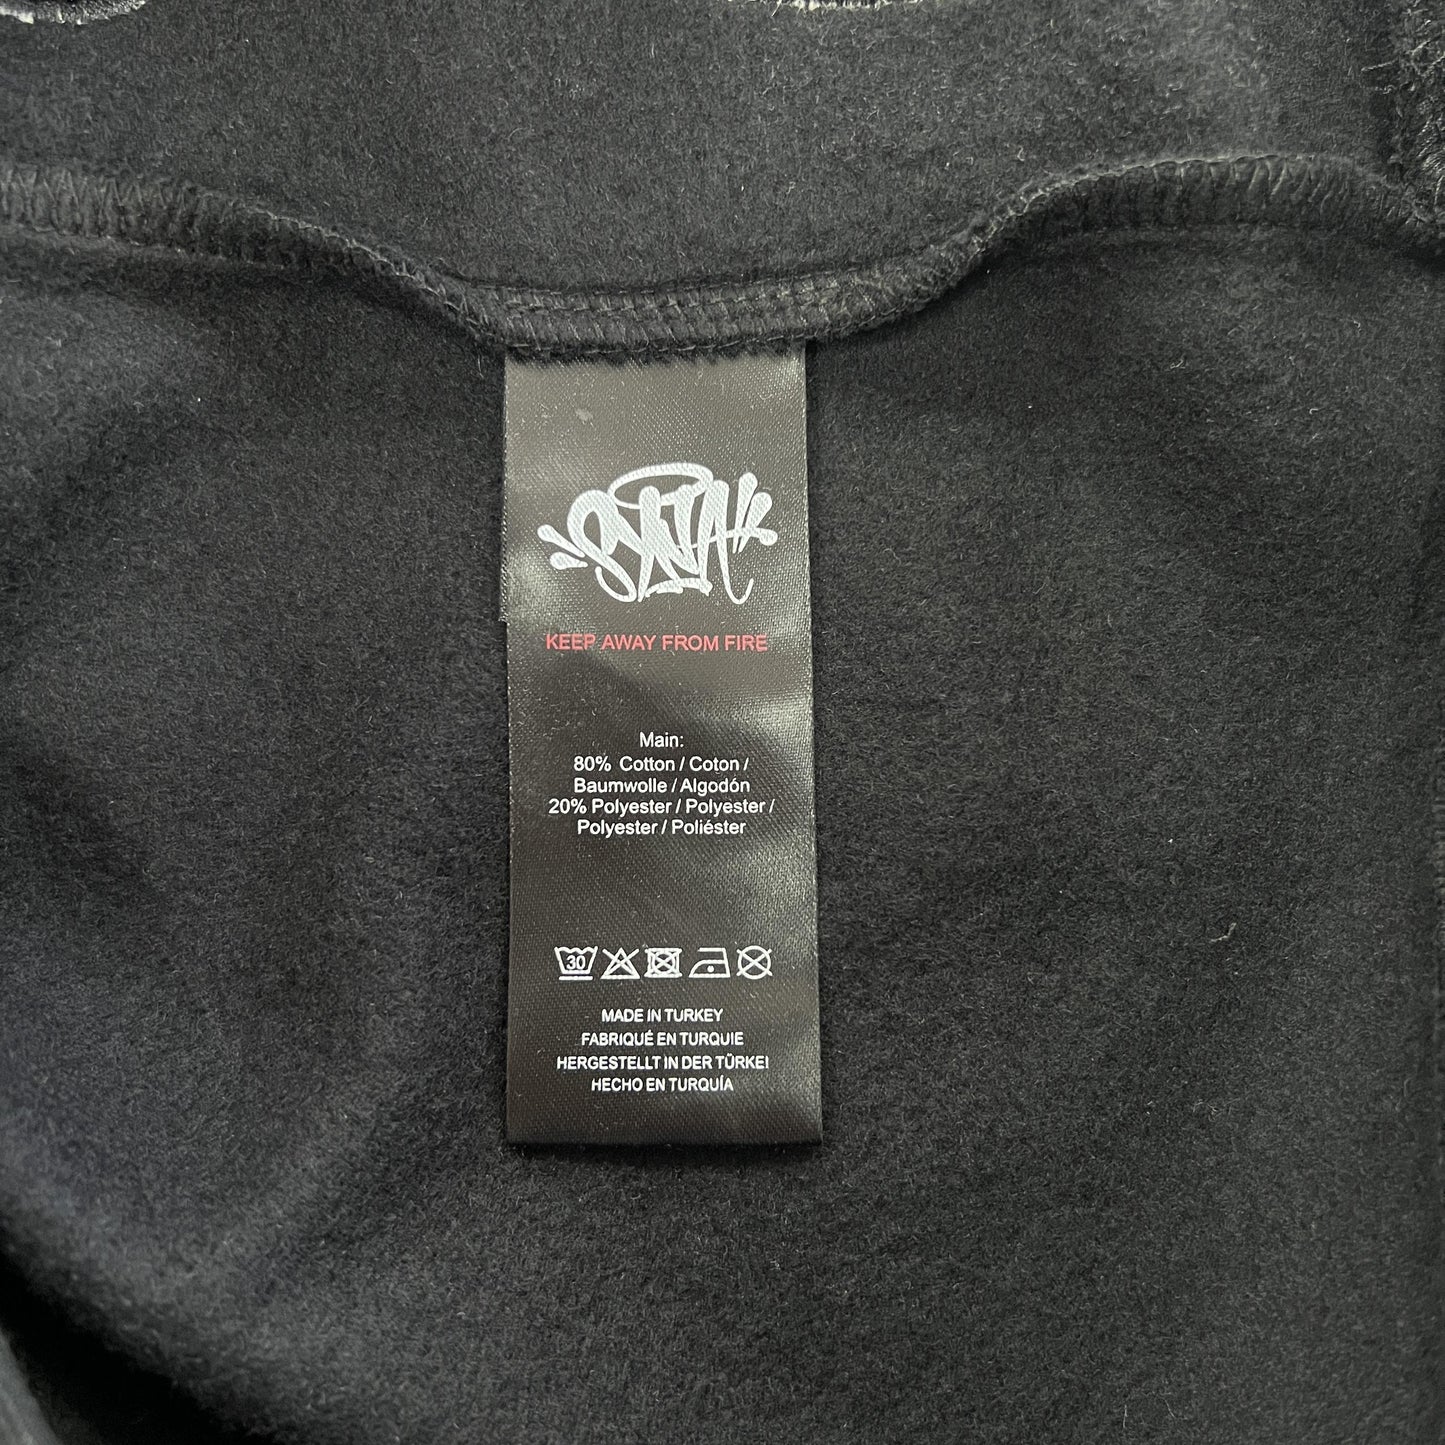 SYNA
KEEP AWAY FROM FIRE
Main:
80% Cotton / Coton /
Baumwolle / Algodón
20% Polyester / Polyester /
Polyester / Poliéster
30
MADE IN TURKEY
FABRIQUÉ EN TURQUIE
HERGESTELLT IN DER TÜRKEI
HECHO EN TURQUÍA